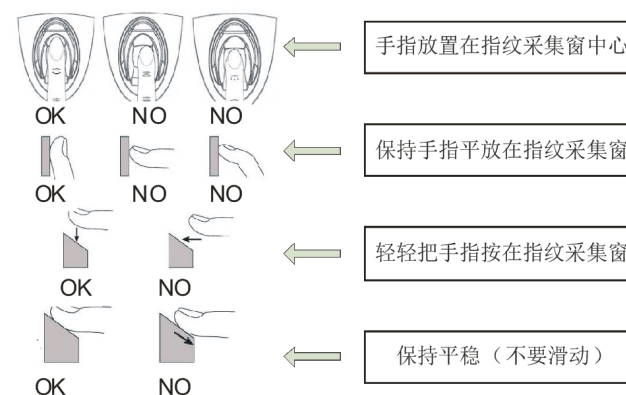 手指放置在指纹采集窗中心
OK NO NO
保持手指平放在指纹采集窗
OK NO NO
轻轻把手指按在指纹采集窗
OK NO
保持平稳（不要滑动）
OK NO